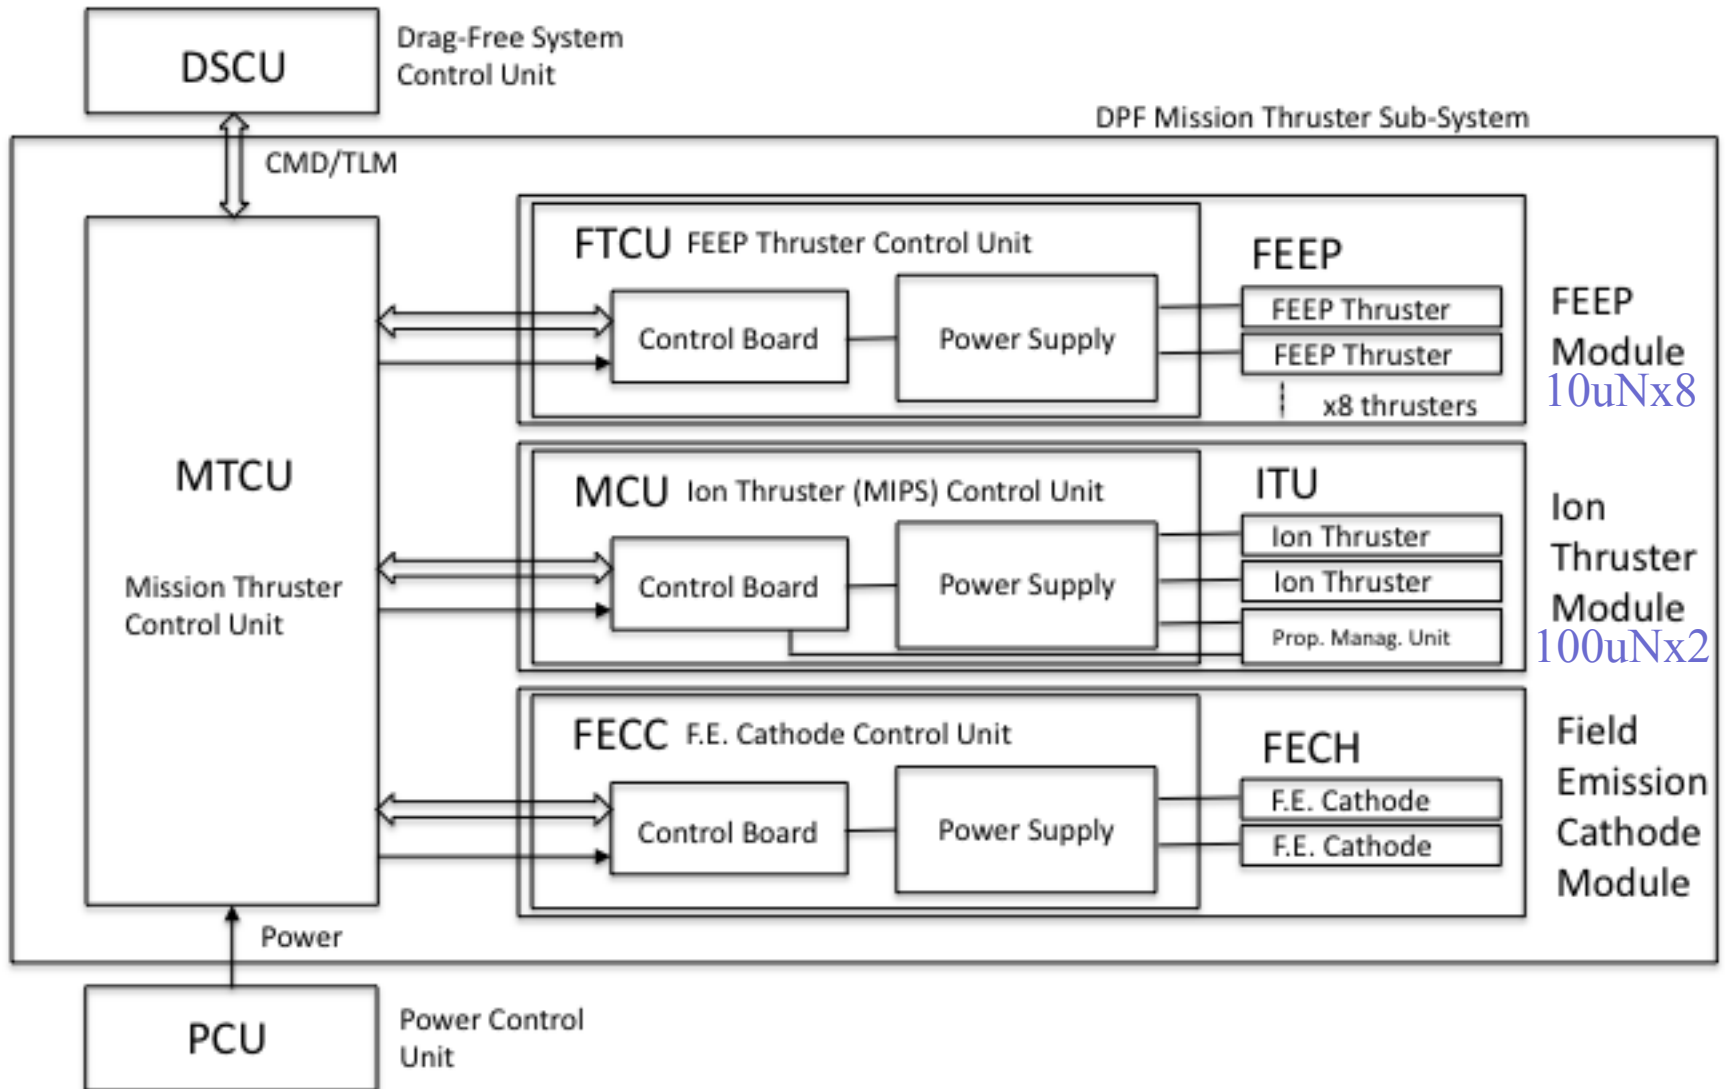 DSCU
Drag-Free System
Control Unit
DPF Mission Thruster Sub-System
CMD/TLM
MTCU
Mission Thruster
Control Unit
FTCU FEEP Thruster Control Unit
Control Board
Power Supply
FEEP
FEEP Thruster
FEEP Thruster
x8 thrusters
FEEP
Module
10uNx8
MCU Ion Thruster (MIPS) Control Unit
Control Board
Power Supply
ITU
Ion Thruster
Ion Thruster
Prop. Manag. Unit
Ion
Thruster
Module
100uNx2
FECC F.E. Cathode Control Unit
Control Board
Power Supply
FECH
F.E. Cathode
F.E. Cathode
Field
Emission
Cathode
Module
Power
PCU
Power Control
Unit